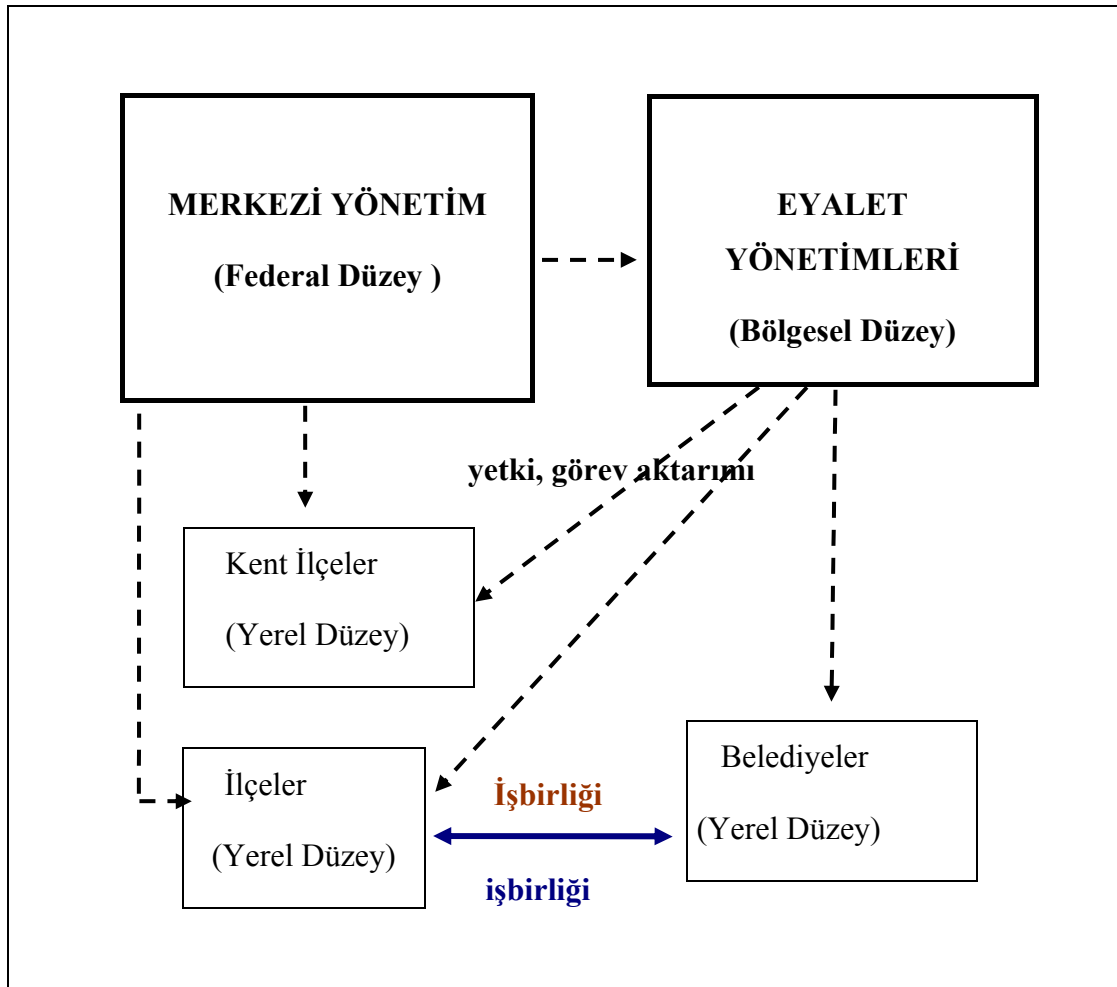 MERKEZİ YÖNETİM
(Federal Düzey )
EYALET
YÖNETİMLERİ
(Bölgesel Düzey)
yetki, görev aktarımı
Kent İlçeler
(Yerel Düzey)
İlçeler
(Yerel Düzey)
İşbirliği
işbirliği
Belediyeler
(Yerel Düzey)